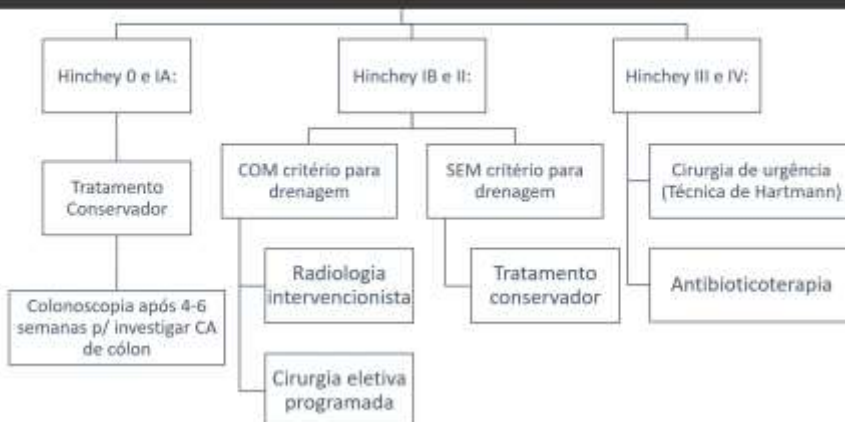 Hinchey 0 e IA:
Tratamento
Conservador
Colonoscopia após 4-6
semanas p/ investigar CA
de cólon
Hinchey IB e II:
COM critério para
drenagem
Radiologia
intervencionista
Cirurgia eletiva
programada
SEM critério para
drenagem
Tratamento
conservador
Hinchey III e IV:
Cirurgia de urgência
(Técnica de Hartmann)
Antibioticoterapia